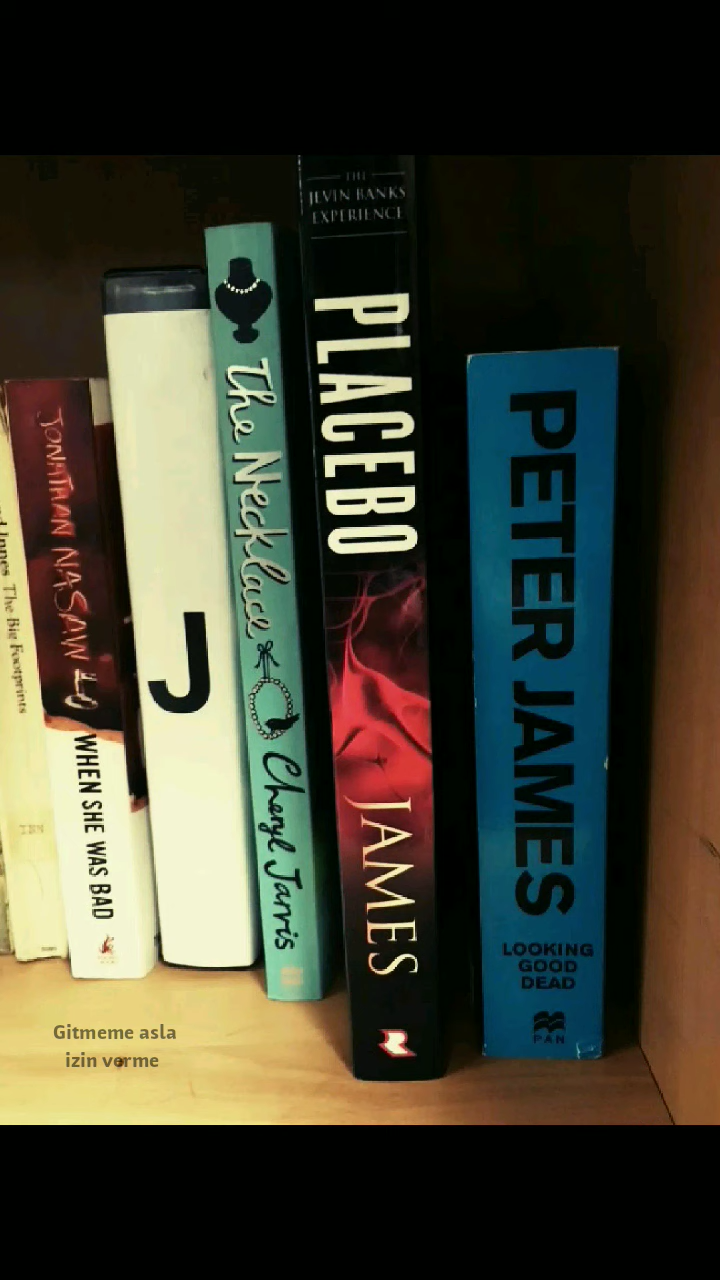 The Big Footprints
JONATHAN NASAW
WHEN SHE WAS BAD
J
The Necklace
Cheryl Jarvis
THE
JEVIN BANKS
EXPERIENCE
PLACEBO
JAMES
PETER JAMES
LOOKING
GOOD
DEAD
PAN
Gitmeme asla
izin verme